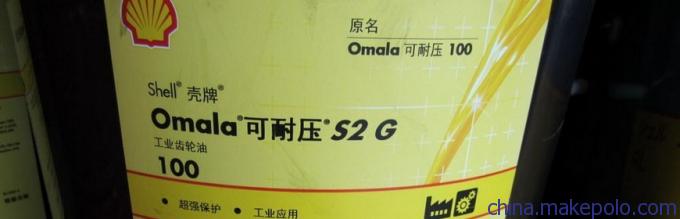 原名
Omala 可耐压 100
Shell® 壳牌®
Omala®可耐压® S2 G
工业齿轮油
100
• 超强保护 • 工业应用
china.makepolo.com